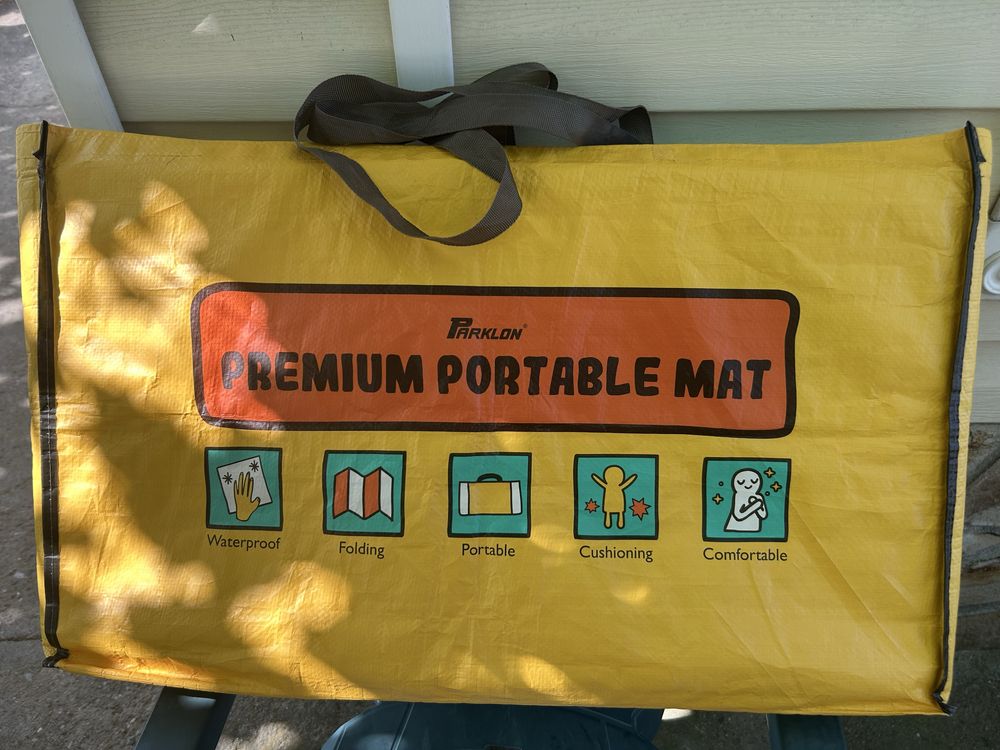 PARKLON®
PREMIUM PORTABLE MAT
Waterproof
Folding
Portable
Cushioning
Comfortable